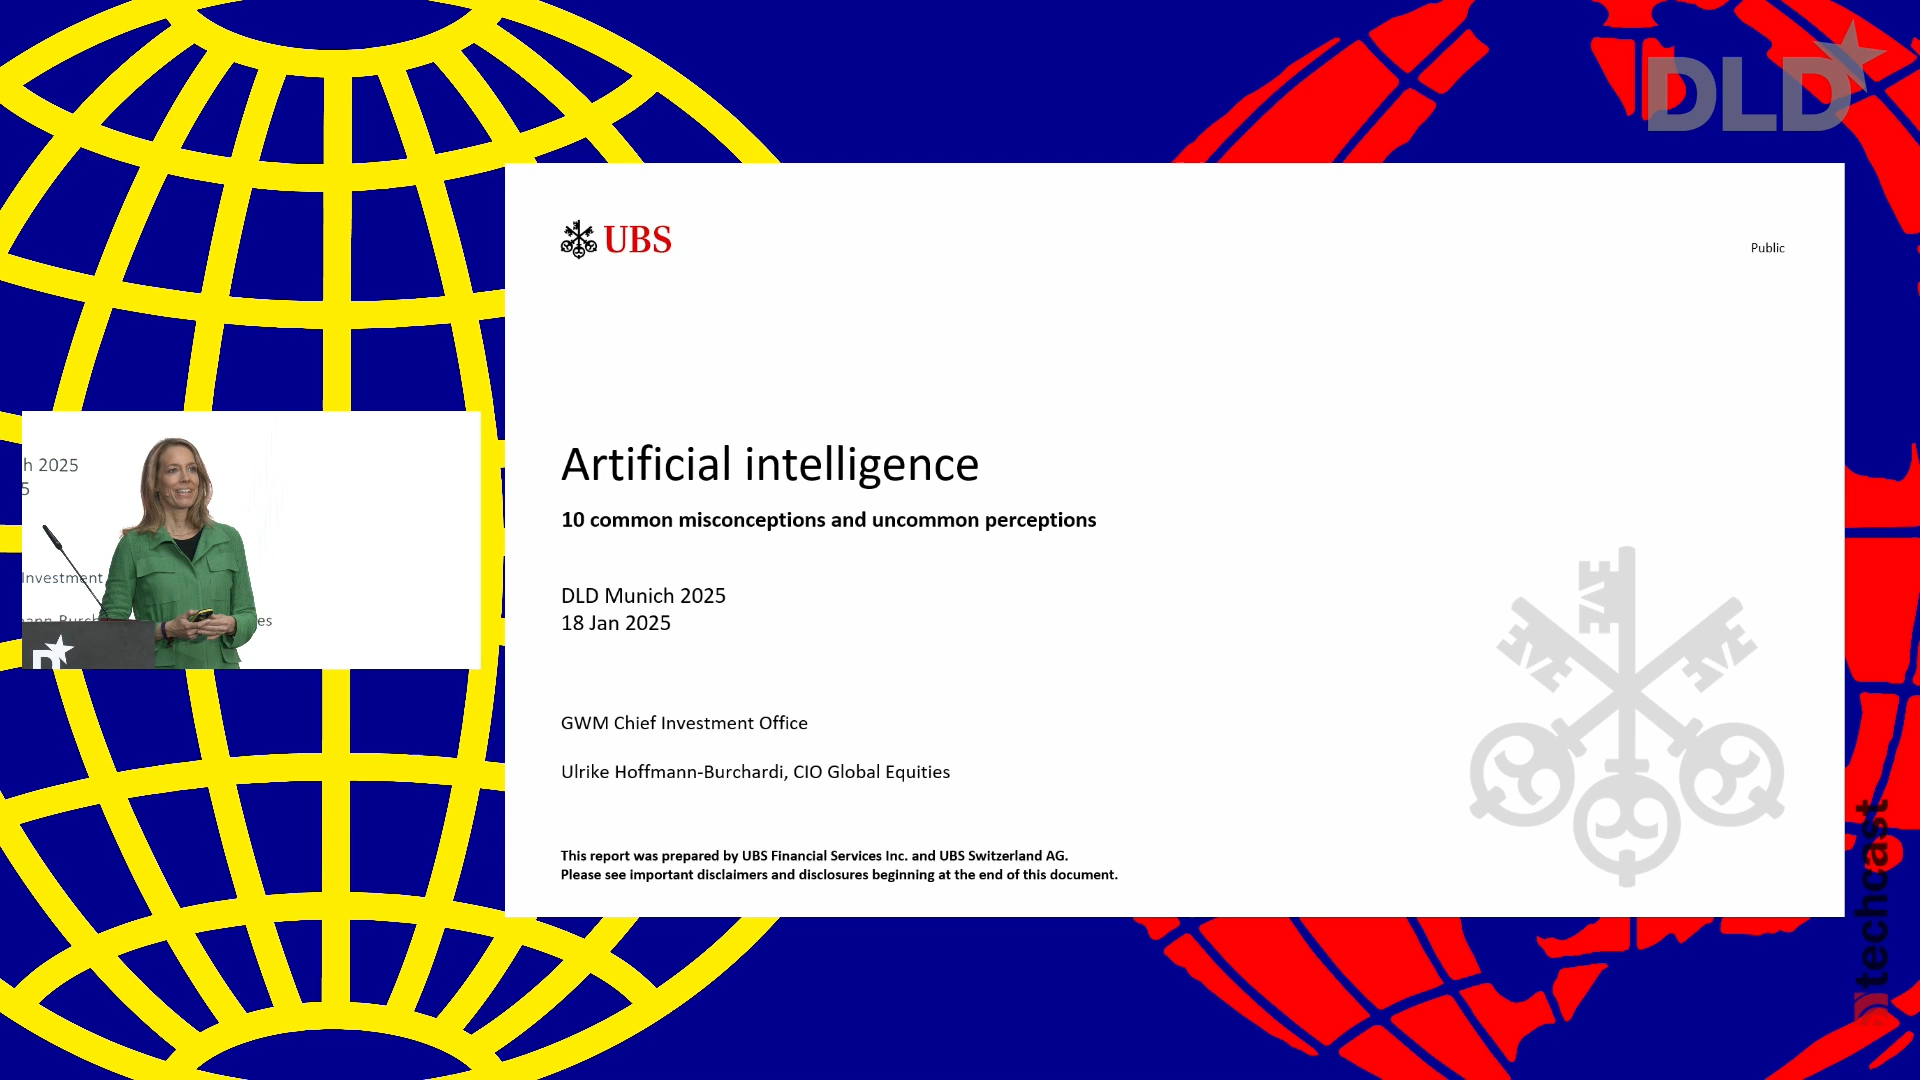 DLD
UBS
Public
Artificial intelligence
10 common misconceptions and uncommon perceptions
DLD Munich 2025
18 Jan 2025
GWM Chief Investment Office
Ulrike Hoffmann-Burchardi, CIO Global Equities
This report was prepared by UBS Financial Services Inc. and UBS Switzerland AG.
Please see important disclaimers and disclosures beginning at the end of this document.
h 2025
5
Investment
es
D
techcast